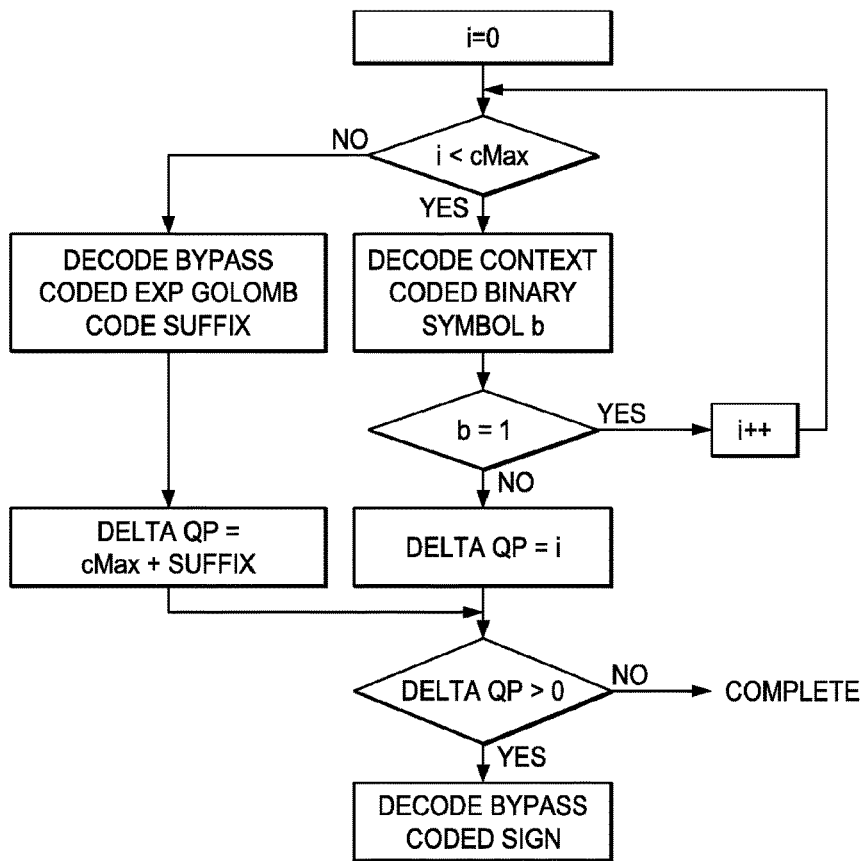 i=0
NO
i < cMax
YES
DECODE BYPASS
CODED EXP GOLOMB
CODE SUFFIX
DECODE CONTEXT
CODED BINARY
SYMBOL b
b = 1
YES
i++
NO
DELTA QP =
cMax + SUFFIX
DELTA QP = i
DELTA QP > 0
NO
COMPLETE
YES
DECODE BYPASS
CODED SIGN